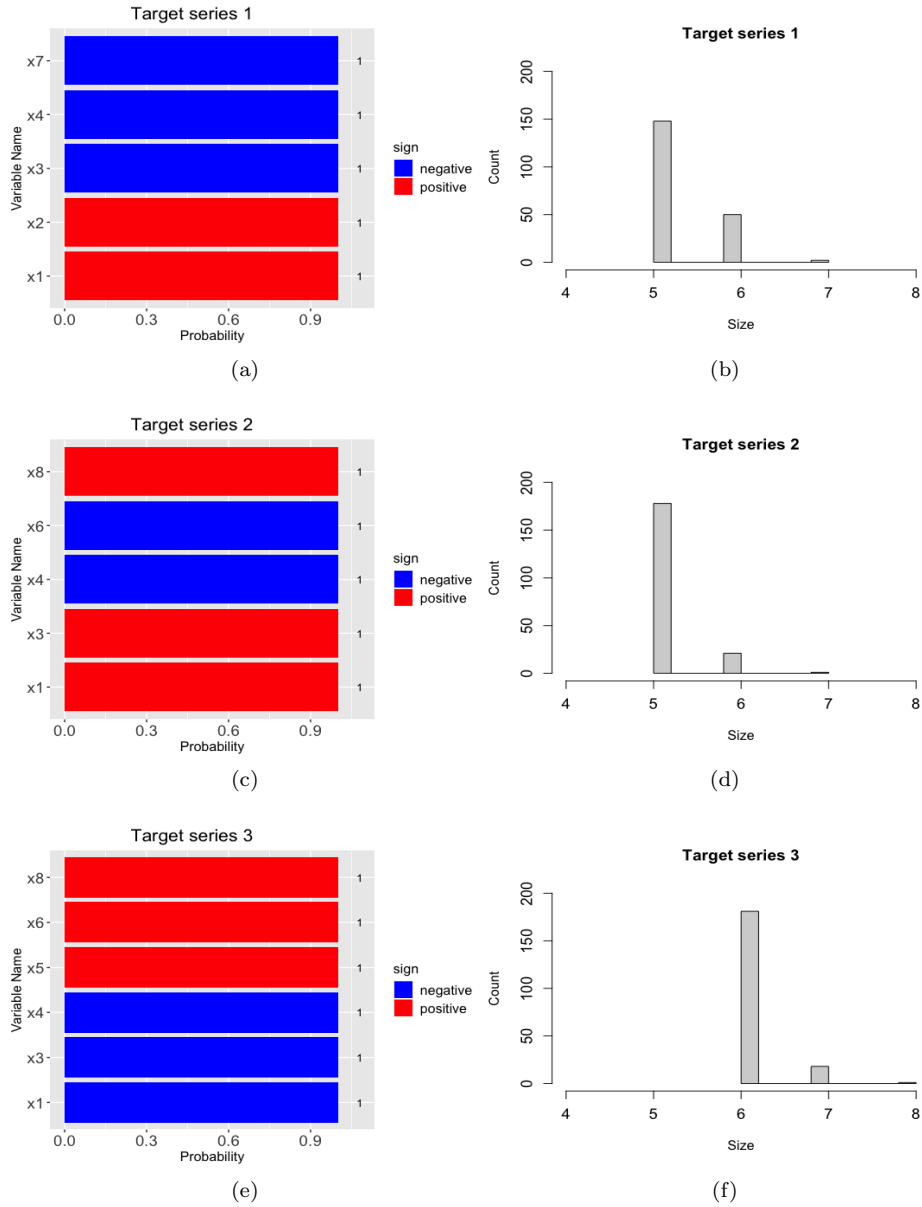 Target series 1
Variable Name
x7
x4
x3
x2
x1
1
1
1
1
1
0.0 0.3 0.6 0.9
Probability
sign
negative
positive
(a)
Target series 1
Count
200
150
100
50
0
4 5 6 7 8
Size
(b)
Target series 2
Variable Name
x8
x6
x4
x3
x1
1
1
1
1
1
0.0 0.3 0.6 0.9
Probability
sign
negative
positive
(c)
Target series 2
Count
200
150
100
50
0
4 5 6 7 8
Size
(d)
Target series 3
Variable Name
x8
x6
x5
x4
x3
x1
1
1
1
1
1
1
0.0 0.3 0.6 0.9
Probability
sign
negative
positive
(e)
Target series 3
Count
200
150
100
50
0
4 5 6 7 8
Size
(f)